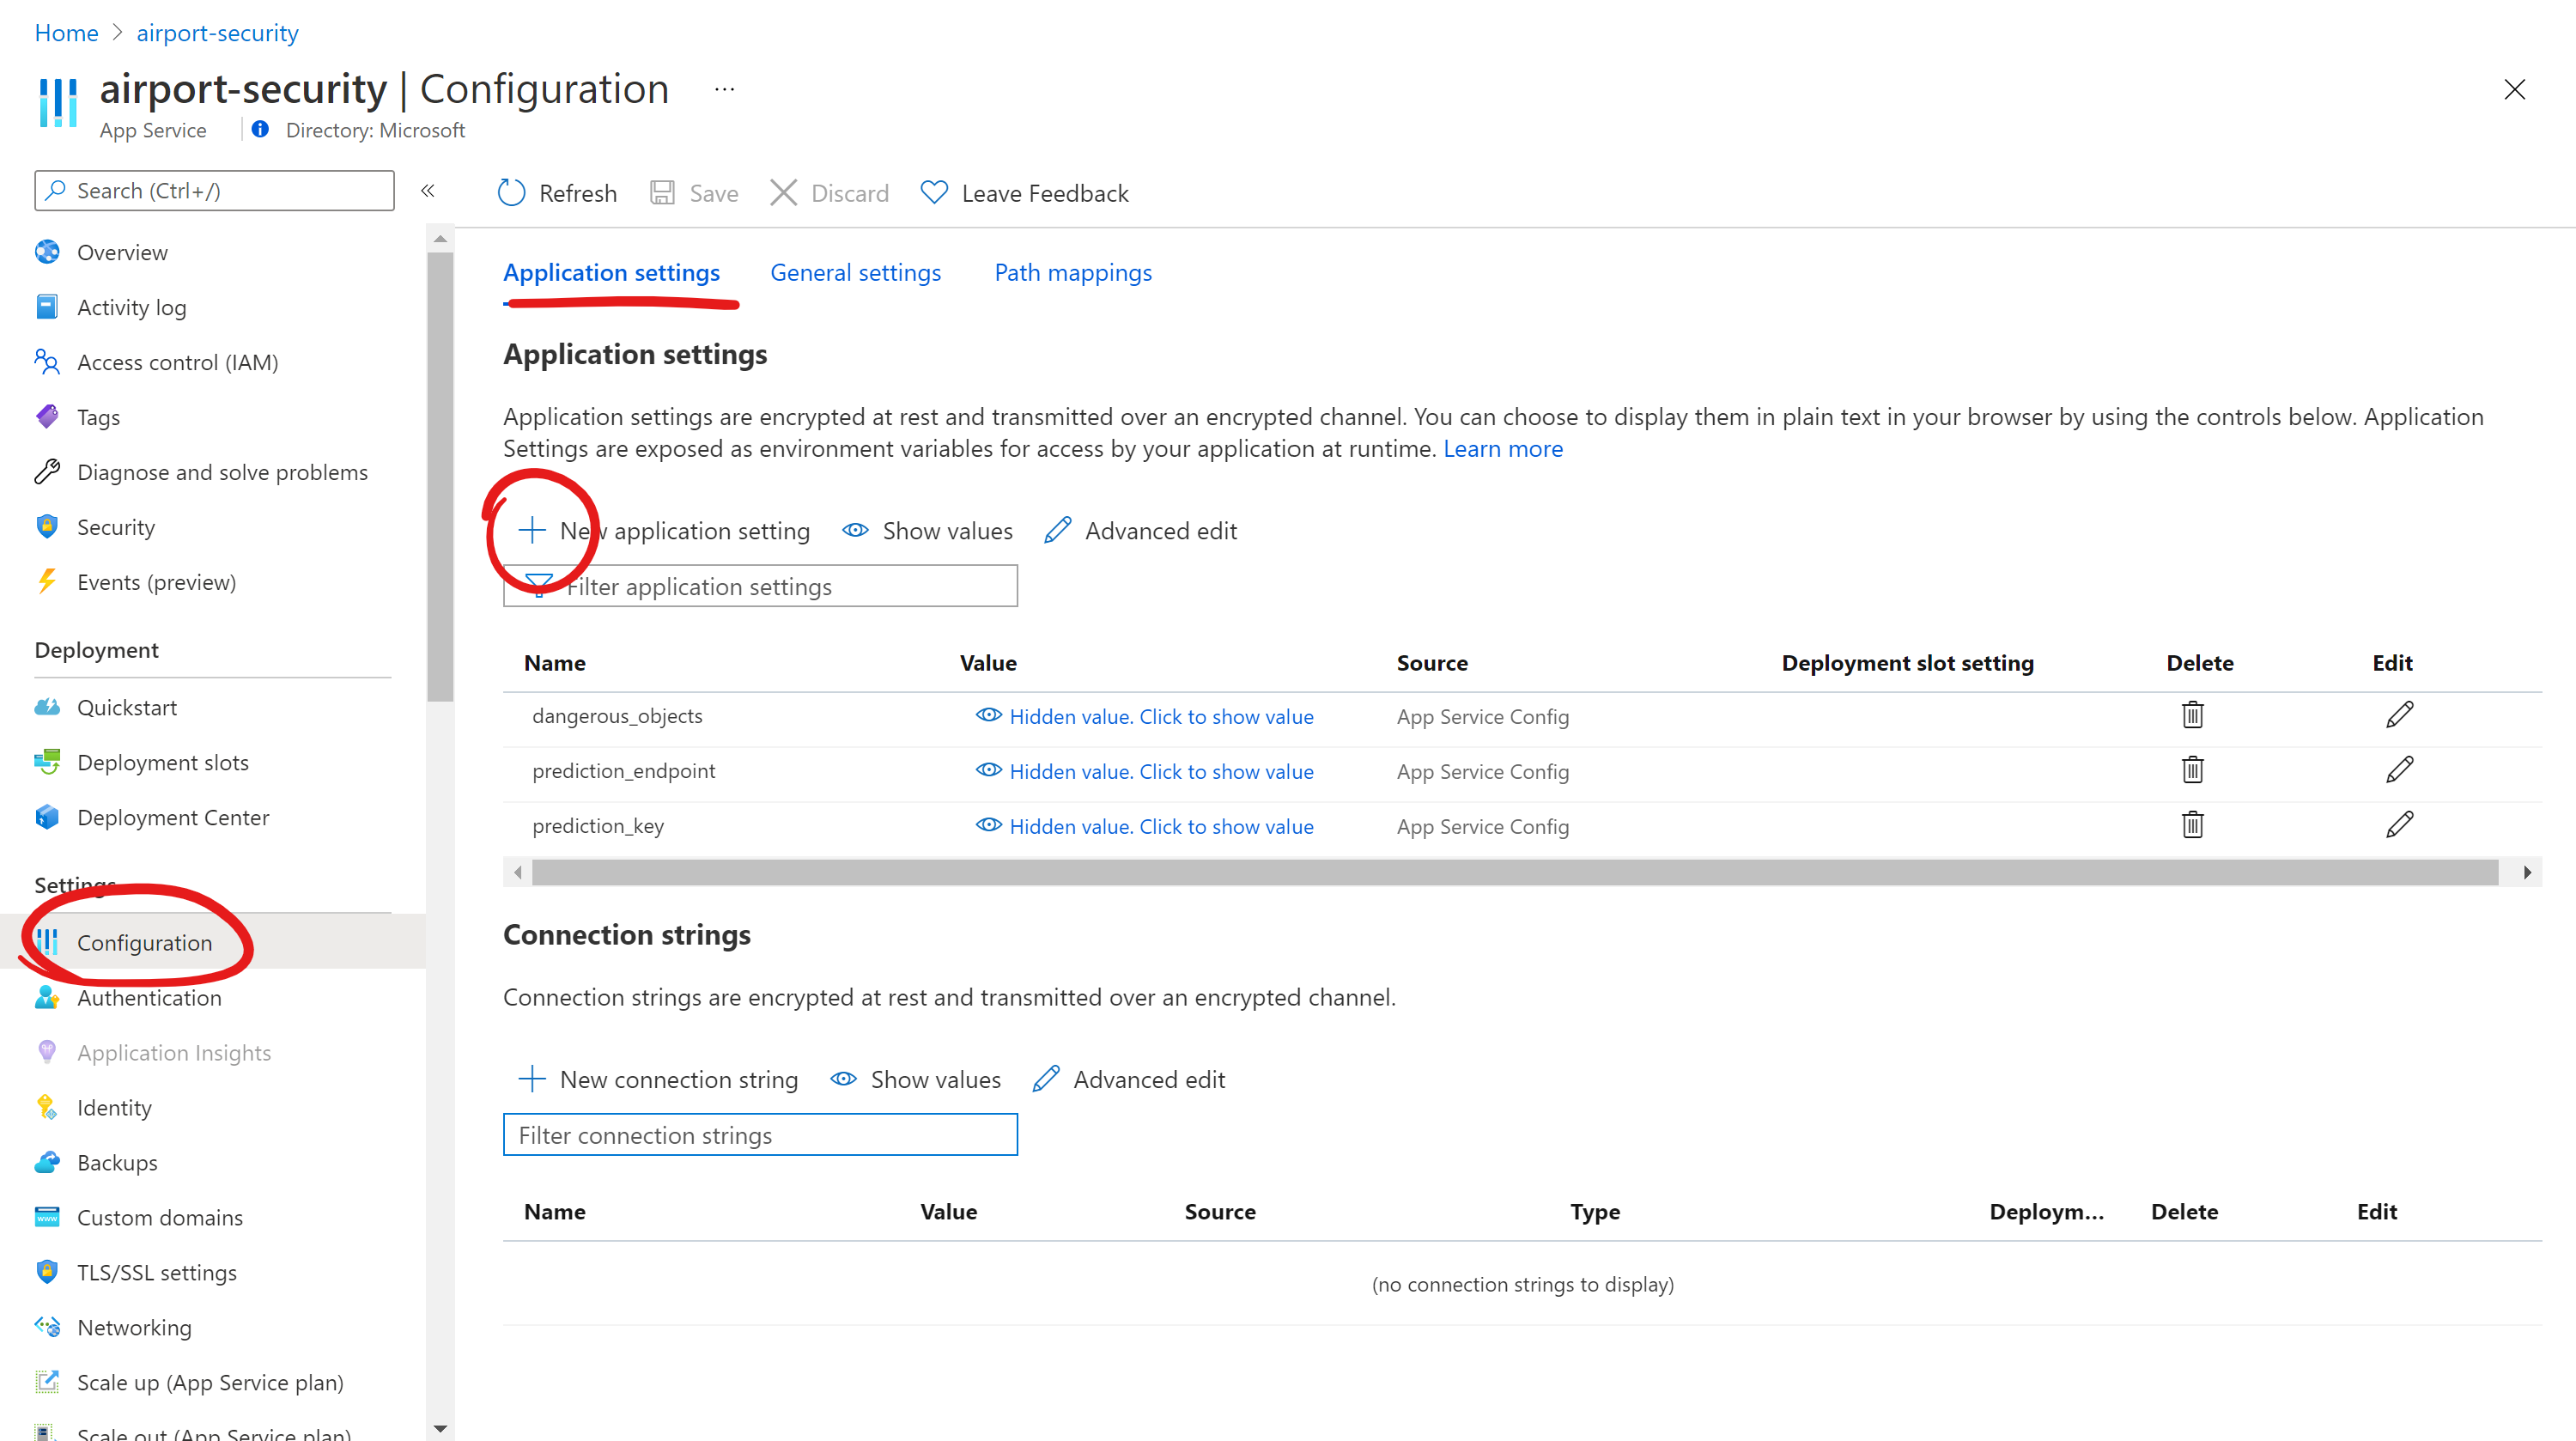 Home > airport-security
airport-security | Configuration ...
App Service | Directory: Microsoft
Search (Ctrl+/)
«
Overview
Activity log
Access control (IAM)
Tags
Diagnose and solve problems
Security
Events (preview)
Deployment
Quickstart
Deployment slots
Deployment Center
Settings
Configuration
Authentication
Application Insights
Identity
Backups
Custom domains
TLS/SSL settings
Networking
Scale up (App Service plan)
Scale out (App Service plan)
Refresh Save Discard Leave Feedback
Application settings General settings Path mappings
Application settings
Application settings are encrypted at rest and transmitted over an encrypted channel. You can choose to display them in plain text in your browser by using the controls below. Application
Settings are exposed as environment variables for access by your application at runtime. Learn more
New application setting Show values Advanced edit
Filter application settings
Name Value Source Deployment slot setting Delete Edit
dangerous_objects Hidden value. Click to show value App Service Config
prediction_endpoint Hidden value. Click to show value App Service Config
prediction_key Hidden value. Click to show value App Service Config
Connection strings
Connection strings are encrypted at rest and transmitted over an encrypted channel.
New connection string Show values Advanced edit
Filter connection strings
Name Value Source Type Deploym... Delete Edit
(no connection strings to display)